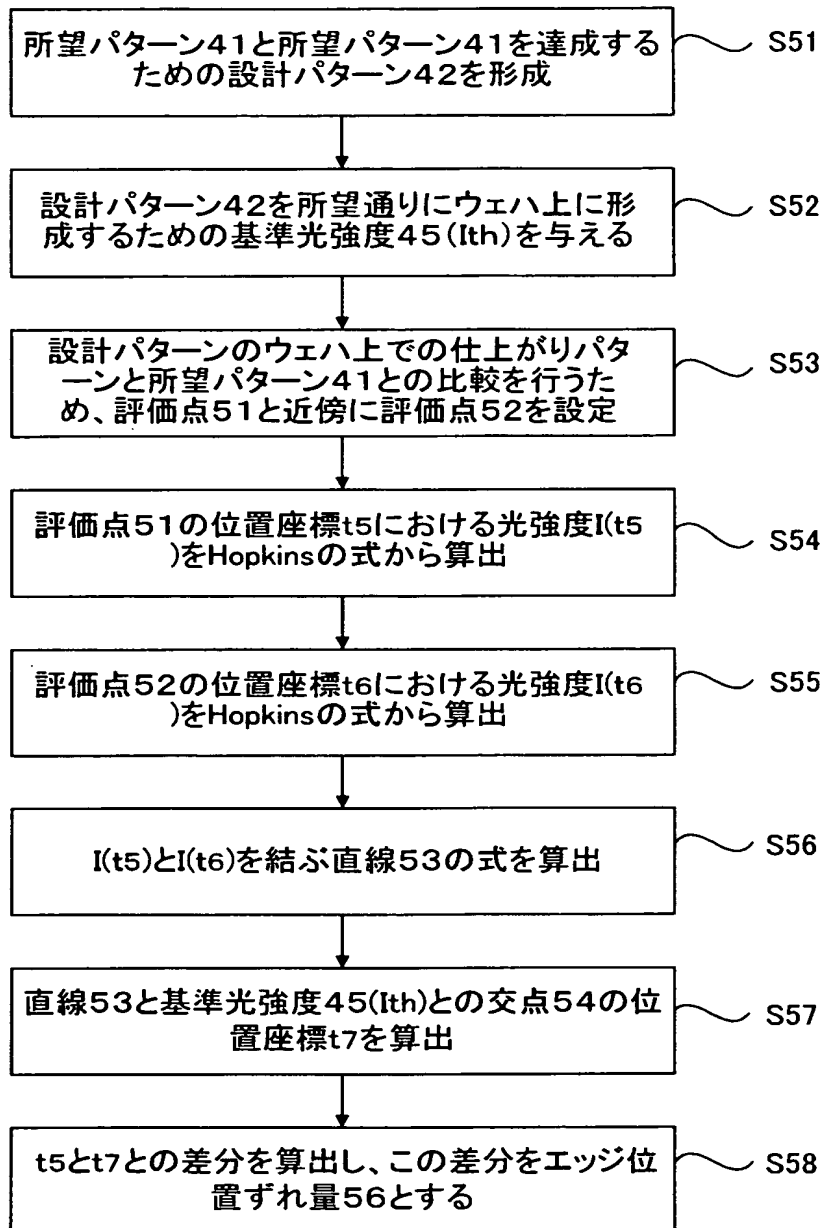 所望パターン41と所望パターン41を達成する
ための設計パターン42を形成
S51
設計パターン42を所望通りにウェハ上に形
成するための基準光強度45(Ith)を与える
S52
設計パターンのウェハ上での仕上がりパタ
ーンと所望パターン41との比較を行うた
め、評価点51と近傍に評価点52を設定
S53
評価点51の位置座標t5における光強度I(t5
)をHopkinsの式から算出
S54
評価点52の位置座標t6における光強度I(t6
)をHopkinsの式から算出
S55
I(t5)とI(t6)を結ぶ直線53の式を算出
S56
直線53と基準光強度45(Ith)との交点54の位
置座標t7を算出
S57
t5とt7との差分を算出し、この差分をエッジ位
置ずれ量56とする
S58